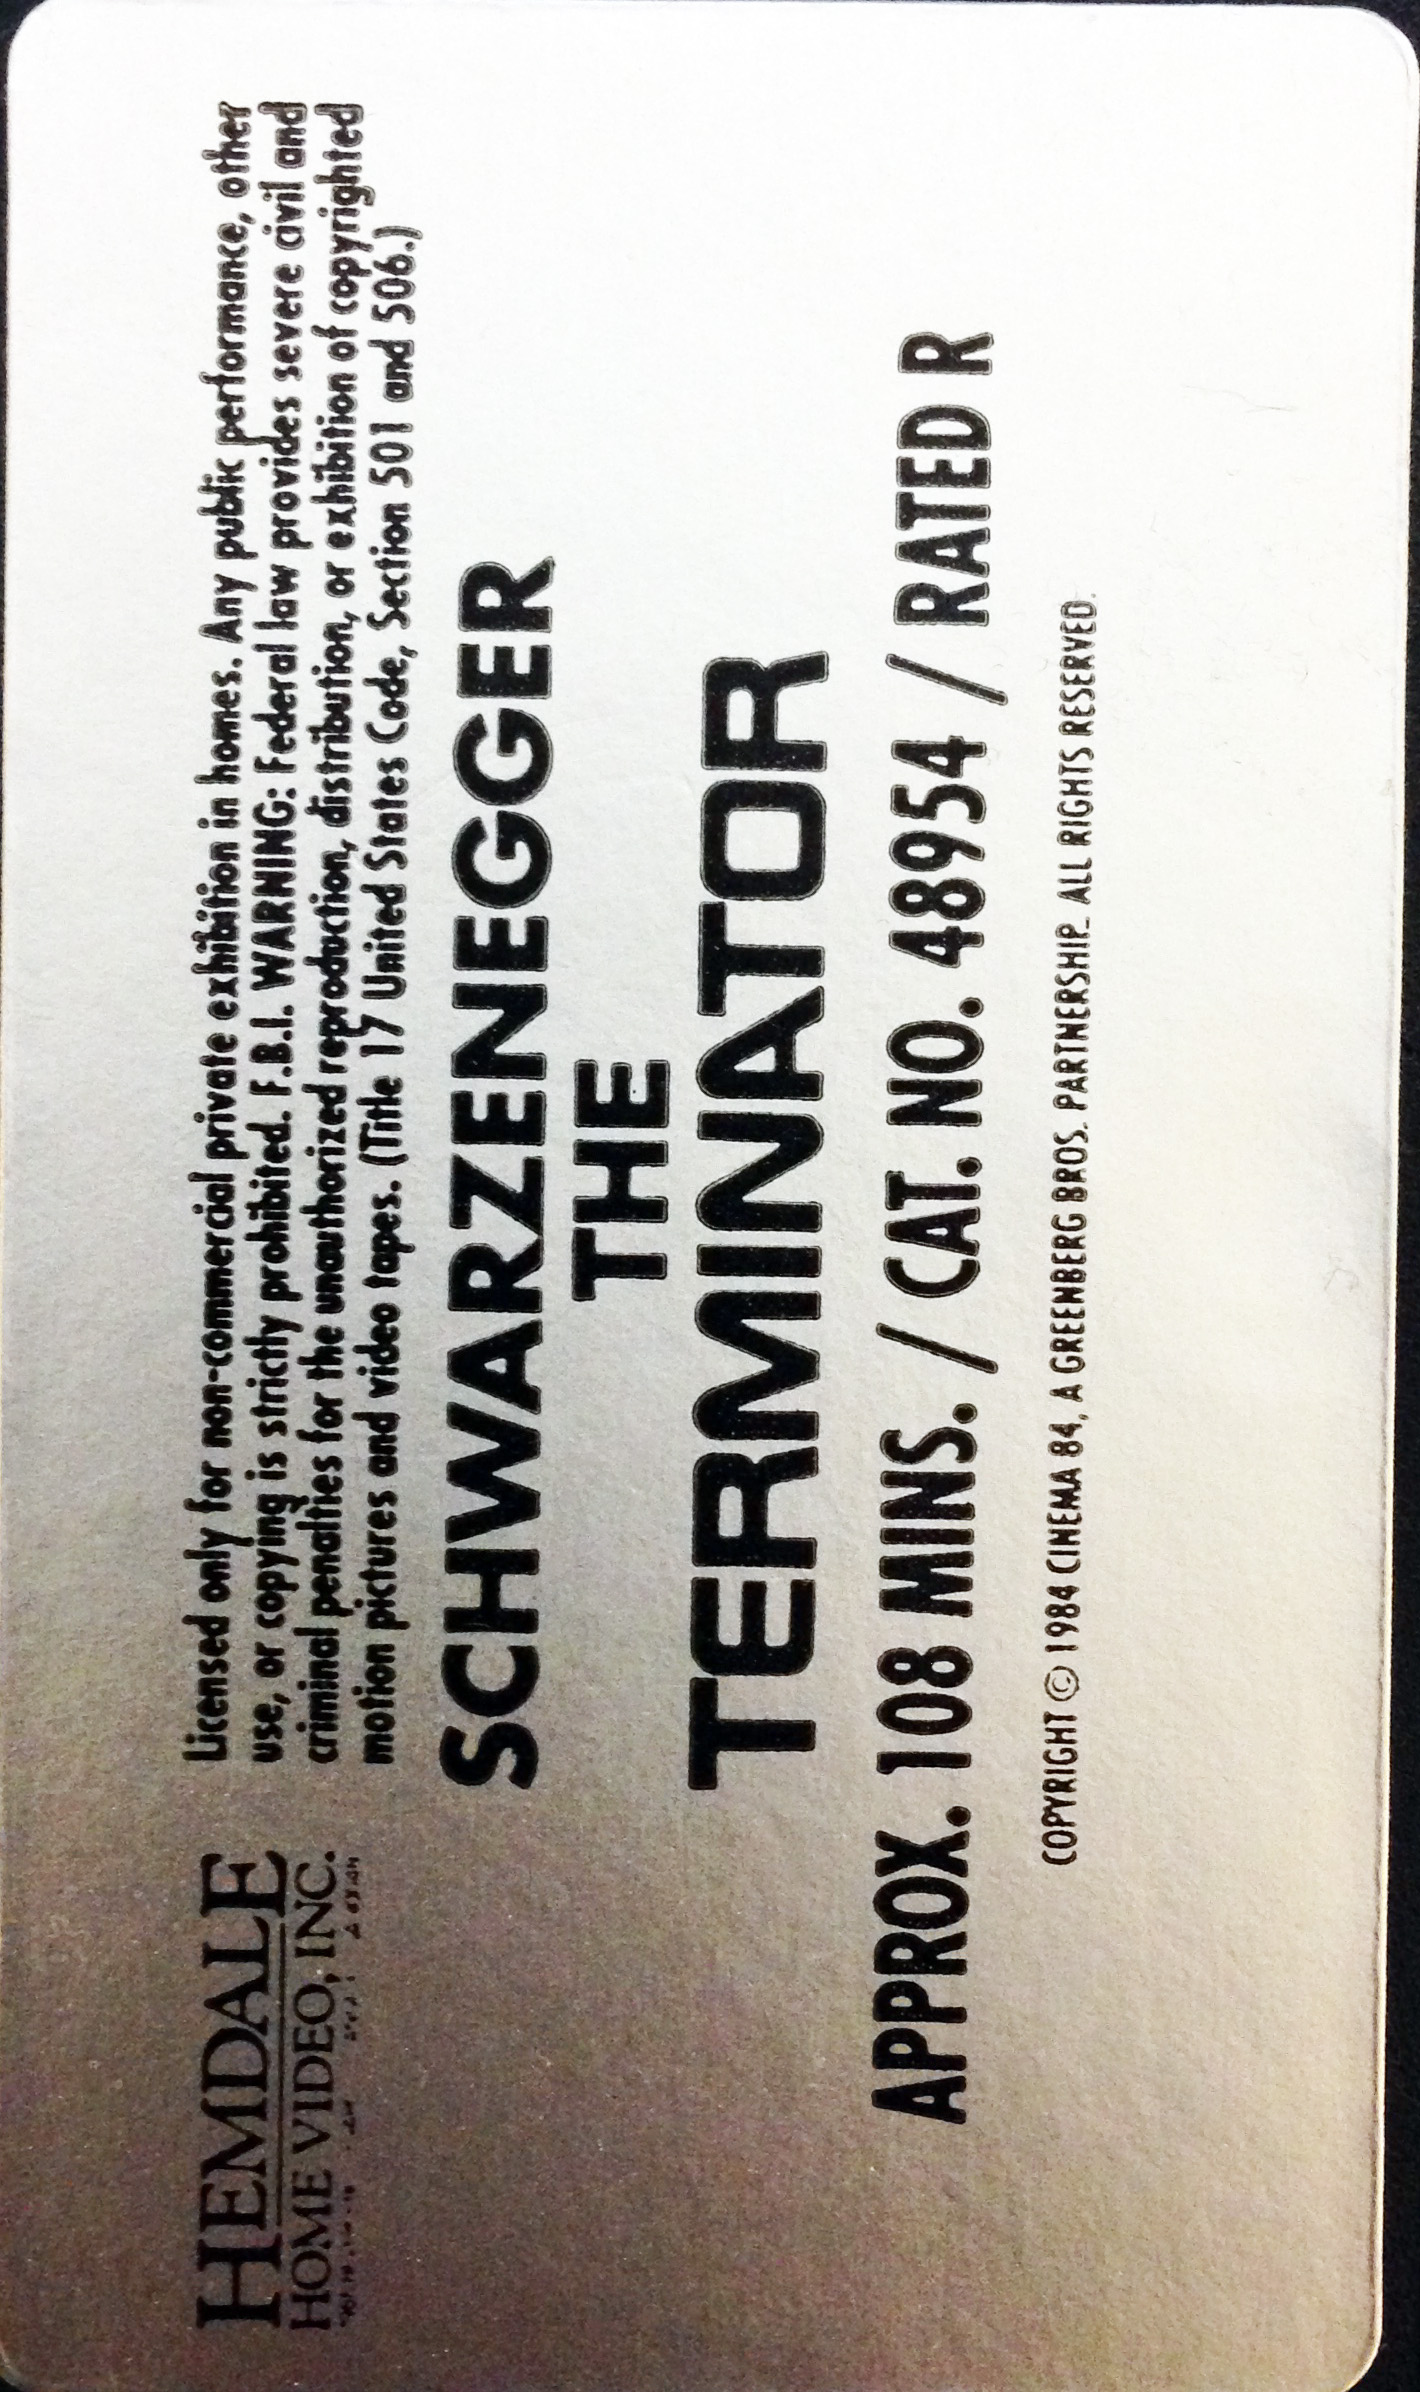 HEMDALE
HOME VIDEO, INC.
Licensed only for non-commercial private exhibition in homes. Any public performance, other
use, or copying is strictly prohibited. F.B.I. WARNING: Federal law provides severe civil and
criminal penalties for the unauthorized reproduction, distribution, or exhibition of copyrighted
motion pictures and video tapes. (Title 17 United States Code, Section 501 and 506.)
SCHWARZENEGGER
THE
TERMINATOR
APPROX. 108 MINS. / CAT. NO. 48954 / RATED R
COPYRIGHT © 1984 CINEMA 84, A GREENBERG BROS. PARTNERSHIP. ALL RIGHTS RESERVED.